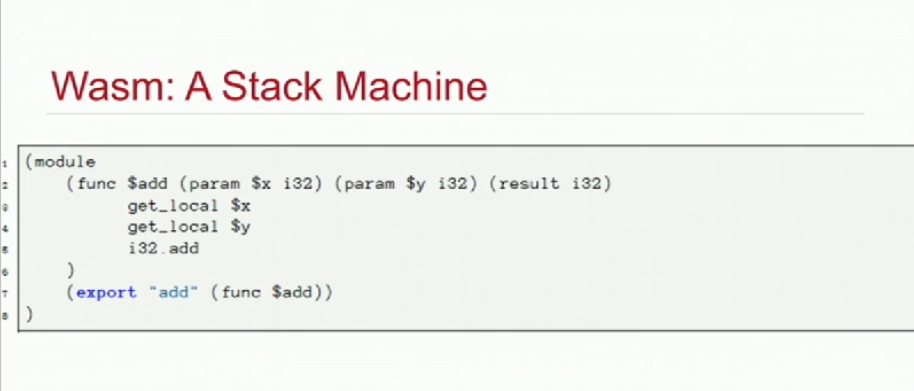 Wasm: A Stack Machine
1 (module
2 (func $add (param $x i32) (param $y i32) (result i32)
3 get_local $x
4 get_local $y
5 i32.add
6 )
7 (export "add" (func $add))
8 )